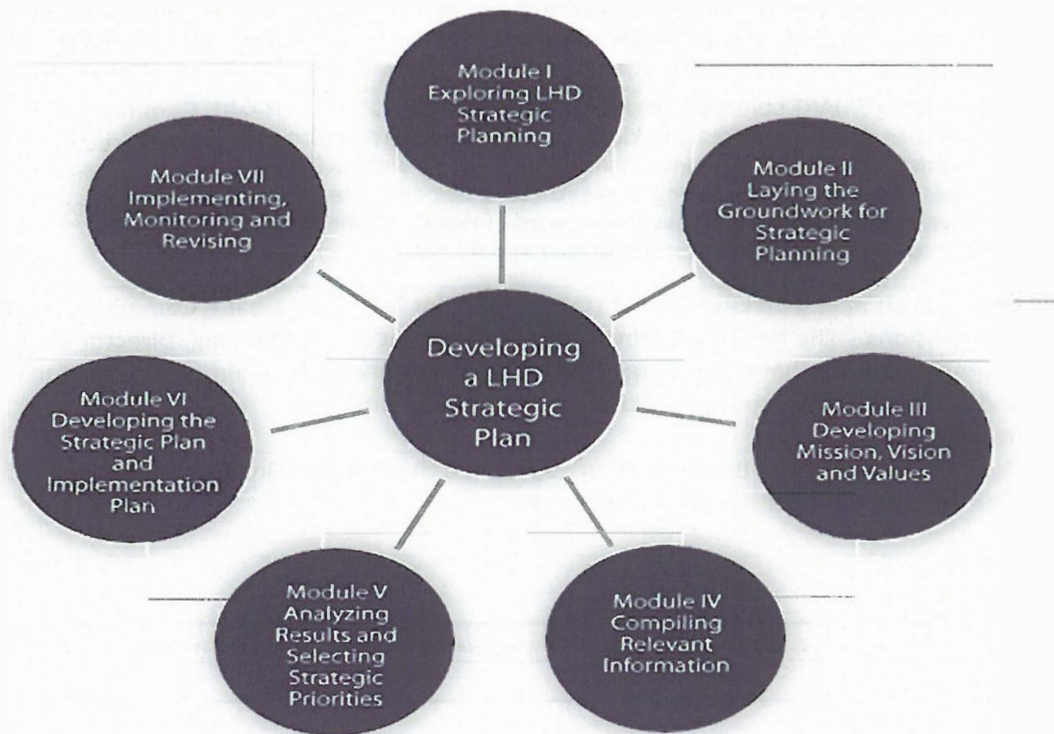 Module I
Exploring LHD
Strategic
Planning
Module II
Laying the
Groundwork for
Strategic
Planning
Module III
Developing
Mission, Vision
and Values
Module IV
Compiling
Relevant
Information
Module V
Analyzing
Results and
Selecting
Strategic
Priorities
Module VI
Developing the
Strategic Plan
and
Implementation
Plan
Module VII
Implementing,
Monitoring and
Revising
Developing
a LHD
Strategic
Plan